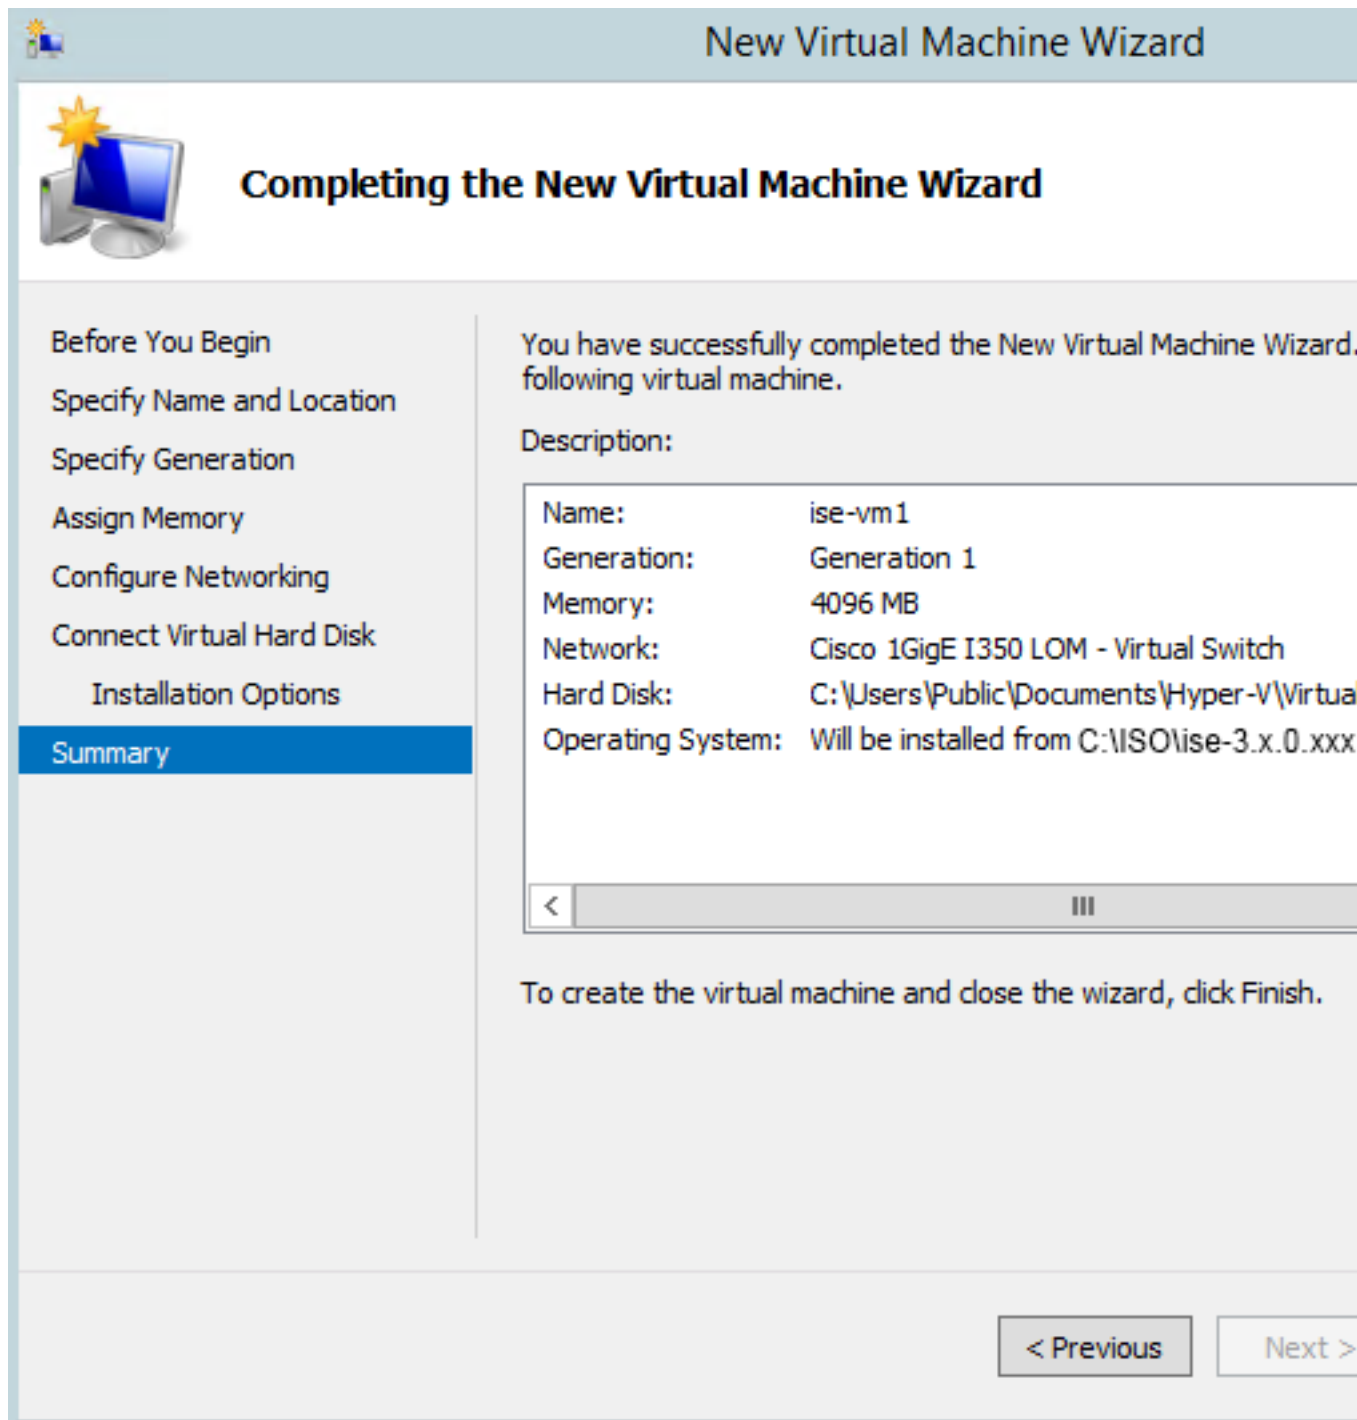 New Virtual Machine Wizard
Completing the New Virtual Machine Wizard
Before You Begin
Specify Name and Location
Specify Generation
Assign Memory
Configure Networking
Connect Virtual Hard Disk
Installation Options
Summary
You have successfully completed the New Virtual Machine Wizard.
following virtual machine.
Description:
Name: ise-vm1
Generation: Generation 1
Memory: 4096 MB
Network: Cisco 1GigE I350 LOM - Virtual Switch
Hard Disk: C:\Users\Public\Documents\Hyper-V\Virtual
Operating System: Will be installed from C:\ISO\ise-3.x.0.xxx
To create the virtual machine and close the wizard, click Finish.
< Previous
Next >